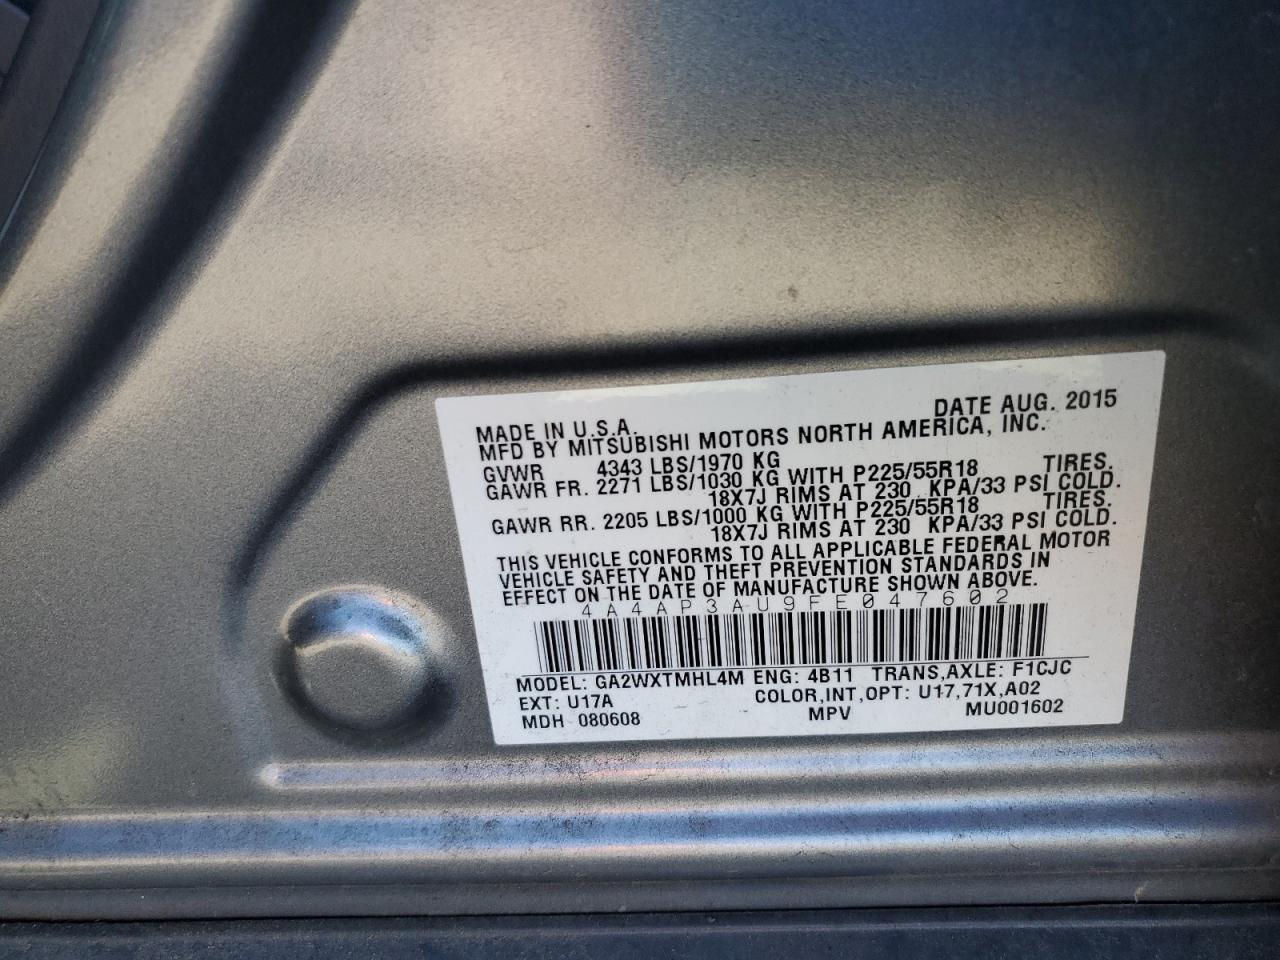 DATE AUG. 2015
MADE IN U.S.A.
MFD BY MITSUBISHI MOTORS NORTH AMERICA, INC.
GVWR 4343 LBS/1970 KG
GAWR FR. 2271 LBS/1030 KG WITH P225/55R18 TIRES.
18X7J RIMS AT 230 KPA/33 PSI COLD.
GAWR RR. 2205 LBS/1000 KG WITH P225/55R18 TIRES.
18X7J RIMS AT 230 KPA/33 PSI COLD.
THIS VEHICLE CONFORMS TO ALL APPLICABLE FEDERAL MOTOR
VEHICLE SAFETY AND THEFT PREVENTION STANDARDS IN
EFFECT ON THE DATE OF MANUFACTURE SHOWN ABOVE.
4A4AP3AU9FE047602
MODEL: GA2WXTMHL4M ENG: 4B11 TRANS,AXLE: F1CJC
EXT: U17A COLOR,INT,OPT: U17,71X,A02
MDH 080608 MPV MU001602